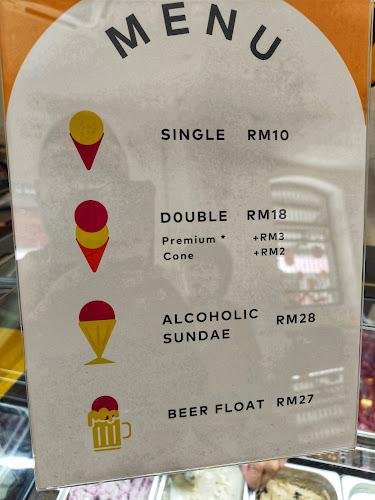 MENU
SINGLE RM10
DOUBLE RM18
Premium * +RM3
Cone +RM2
ALCOHOLIC SUNDAE RM28
BEER FLOAT RM27